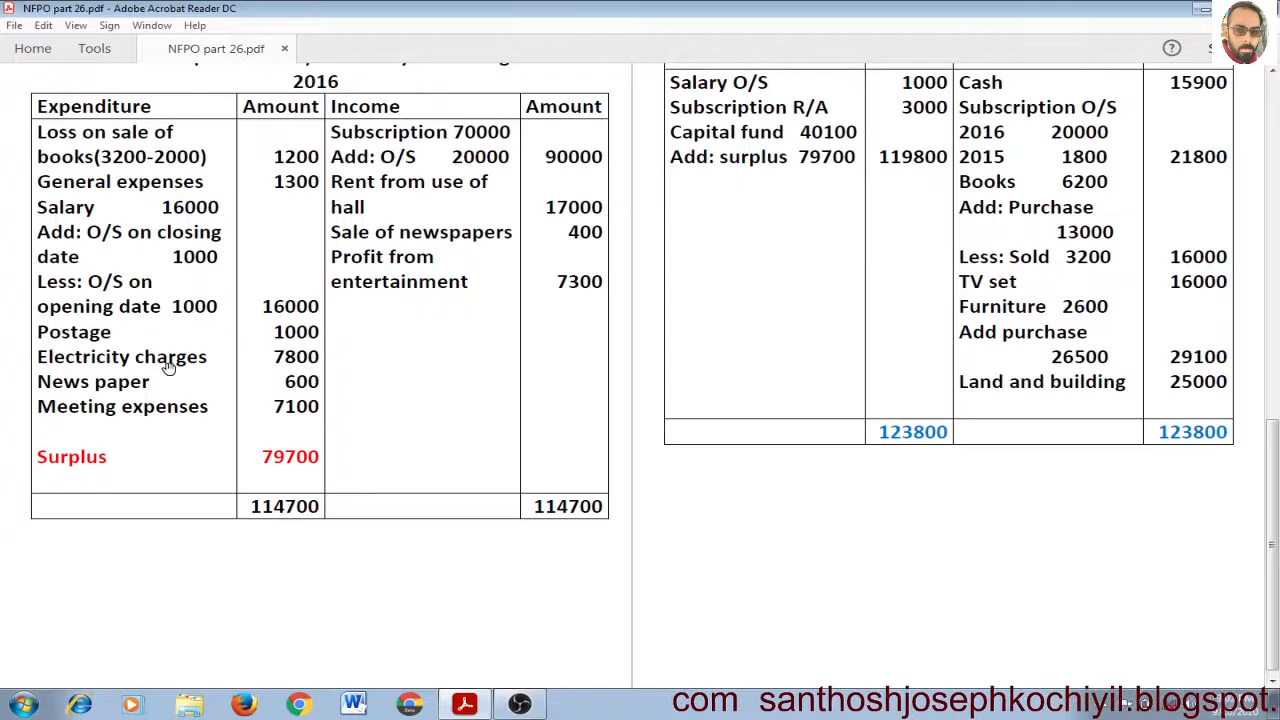 NFPO part 26.pdf - Adobe Acrobat Reader DC
File Edit View Sign Window Help
Home Tools NFPO part 26.pdf ×
2016
Expenditure Amount Income Amount
Loss on sale of Subscription 70000
books(3200-2000) 1200 Add: O/S 20000 90000
General expenses 1300 Rent from use of
Salary 16000 hall 17000
Add: O/S on closing Sale of newspapers 400
date 1000 Profit from
Less: O/S on entertainment 7300
opening date 1000 16000
Postage 1000
Electricity charges 7800
News paper 600
Meeting expenses 7100
Surplus 79700
114700 114700
Salary O/S 1000 Cash 15900
Subscription R/A 3000 Subscription O/S
Capital fund 40100 2016 20000
Add: surplus 79700 119800 2015 1800 21800
Books 6200
Add: Purchase
13000
Less: Sold 3200 16000
TV set 16000
Furniture 2600
Add purchase
26500 29100
Land and building 25000
123800 123800
com santhoshjosephkochiyil.blogspot.